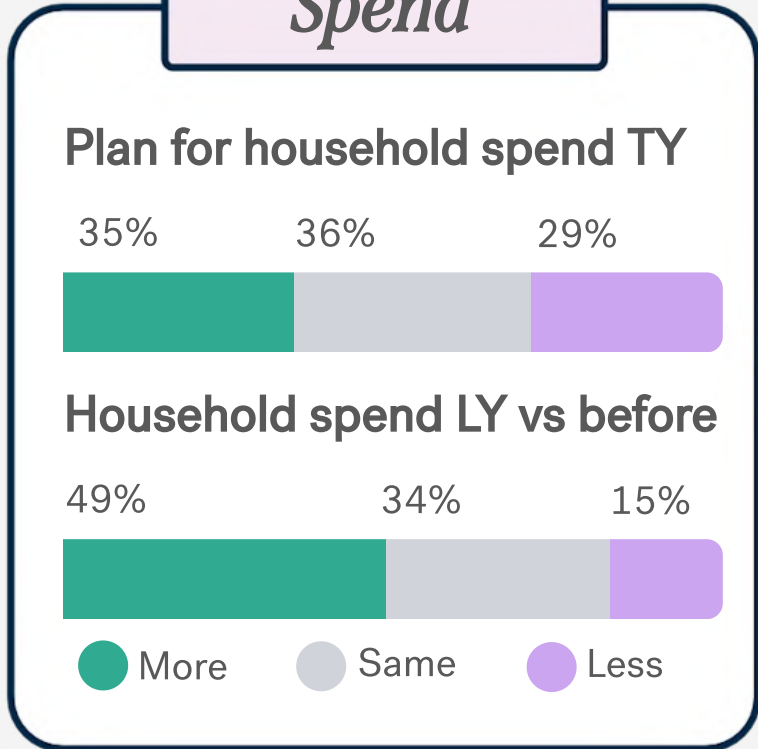 Spend
Plan for household spend TY
35% 36% 29%
Household spend LY vs before
49% 34% 15%
More Same Less